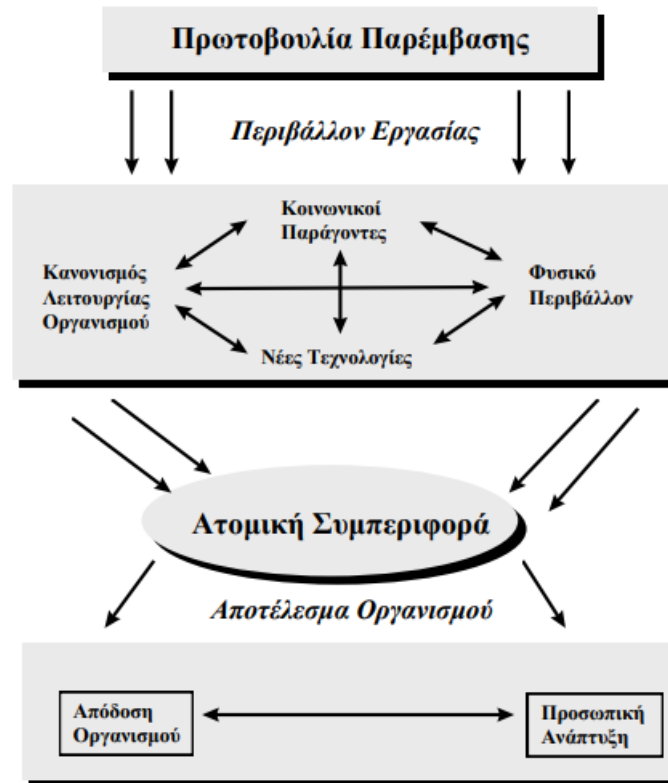 Πρωτοβουλία Παρέμβασης
Περιβάλλον Εργασίας
Κοινωνικοί
Παράγοντες
Κανονισμός
Λειτουργίας
Οργανισμού
Φυσικό
Περιβάλλον
Νέες Τεχνολογίες
Ατομική Συμπεριφορά
Αποτέλεσμα Οργανισμού
Απόδοση
Οργανισμού
Προσωπική
Ανάπτυξη